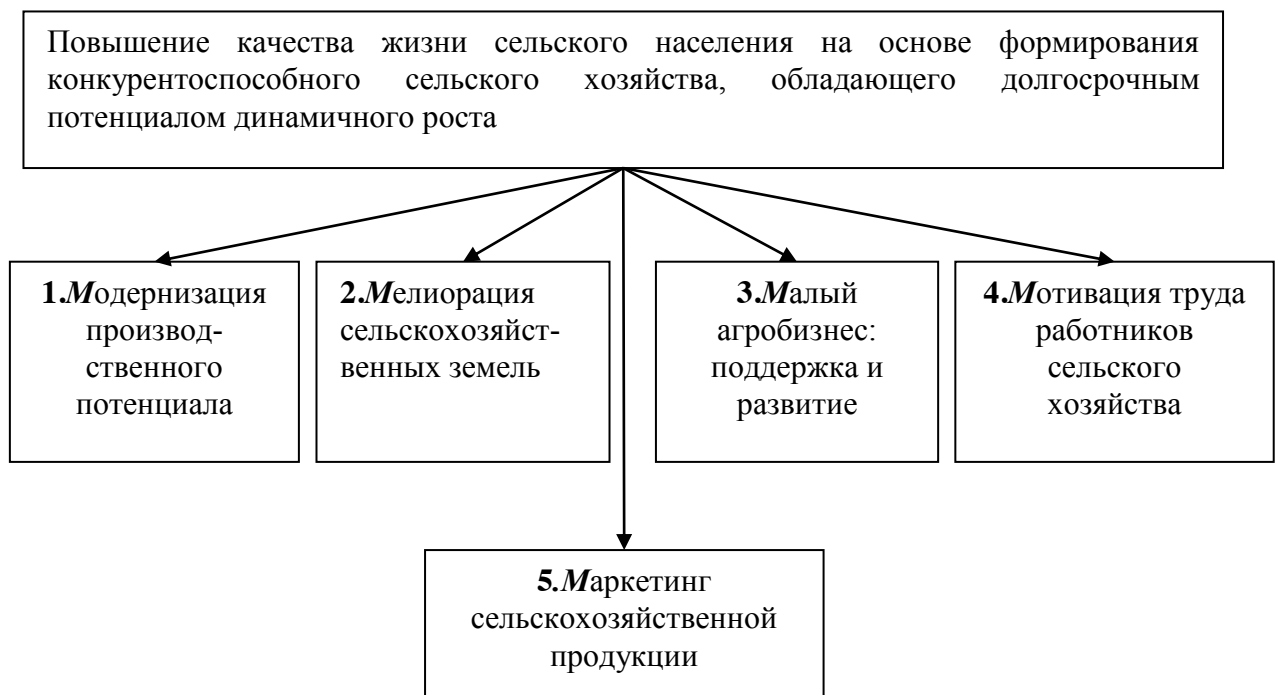 Повышение качества жизни сельского населения на основе формирования
конкурентоспособного сельского хозяйства, обладающего долгосрочным
потенциалом динамичного роста
1.Модернизация
производ-
ственного
потенциала
2.Мелиорация
сельскохозяйст-
венных земель
3.Малый
агробизнес:
поддержка и
развитие
4.Мотивация труда
работников
сельского
хозяйства
5.Маркетинг
сельскохозяйственной
продукции